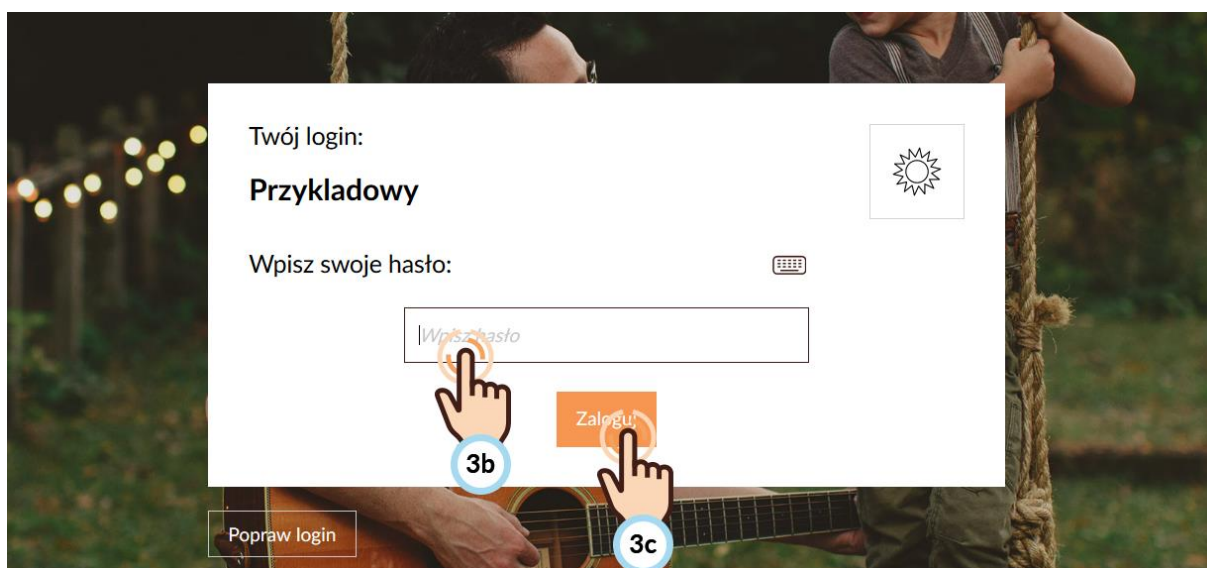 Twój login:
Przykladowy
Wpisz swoje hasło:
Wpisz hasło
Zaloguj
3b
3c
Popraw login